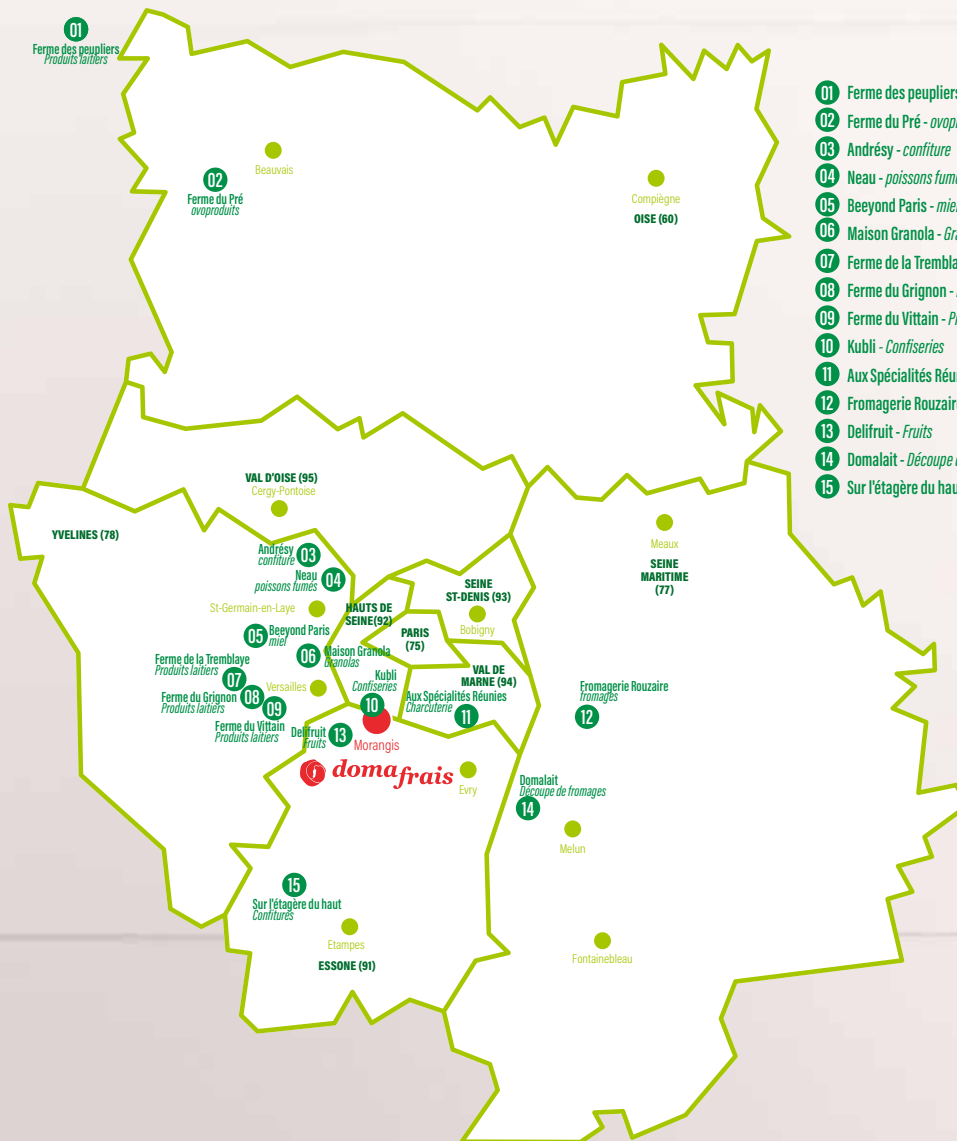 01
Ferme des peupliers
Produits laitiers
02
Ferme du Pré
ovoproduits
Beauvais
Compiègne
OISE (60)
01 Ferme des peupliers
02 Ferme du Pré -
03 Andrésy - confiture
04 Neau - poissons
05 Beeyond Paris -
06 Maison Granola -
07 Ferme de la
08 Ferme du Grignon -
09 Ferme du Vittain -
10 Kubli - Confiseries
11 Aux Spécialités
12 Fromagerie Rouzaire
13 Delifruit - Fruits
14 Domalait - Découpe
15 Sur l'étagère du haut
VAL D'OISE (95)
Cergy-Pontoise
YVELINES (78)
Andrésy
confiture
03
Neau
poissons fumés
04
St-Germain-en-Laye
HAUTS DE
SEINE(92)
SEINE
ST-DENIS (93)
Bobigny
PARIS
(75)
Meaux
SEINE
MARITIME
(77)
05 Beeyond Paris
miel
06 Maison Granola
Granolas
Ferme de la Tremblaye
Produits laitiers
07
Ferme du Grignon
Produits laitiers
08
09
Ferme du Vittain
Produits laitiers
Versailles
Kubli
Confiseries
10
VAL DE
MARNE (94)
Aux Spécialités Réunies
Charcuterie
11
Fromagerie Rouzaire
fromages
12
Delifruit
Fruits
13
Morangis
domafrais
Evry
Domalait
Découpe de fromages
14
Melun
15
Sur l'étagère du haut
Confitures
Etampes
ESSONE (91)
Fontainebleau